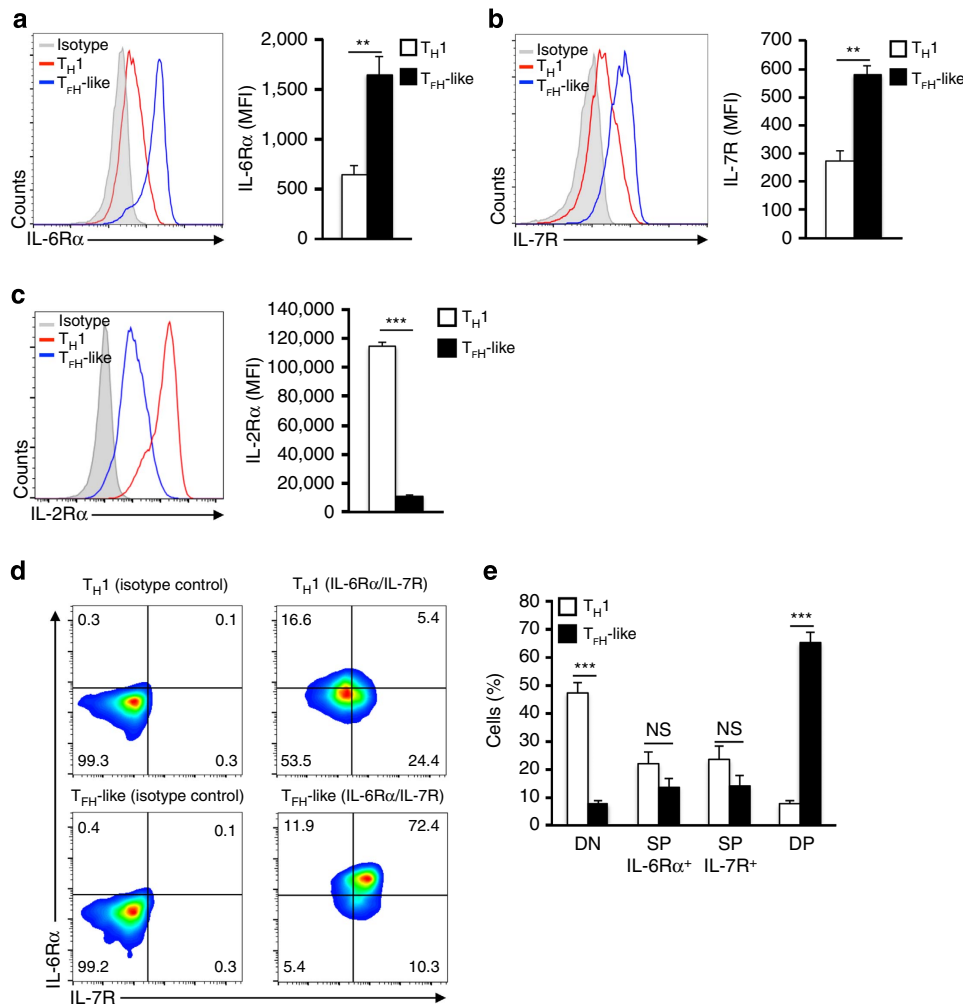 a
Isotype
TH1
TFH-like
Counts
IL-6Rα
2,000
1,500
1,000
500
0
IL-6Rα (MFI)
**
TH1
TFH-like
b
Isotype
TH1
TFH-like
Counts
IL-7R
700
600
500
400
300
200
100
0
IL-7R (MFI)
**
TH1
TFH-like
c
Isotype
TH1
TFH-like
Counts
IL-2Rα
140,000
120,000
100,000
80,000
60,000
40,000
20,000
0
IL-2Rα (MFI)
***
TH1
TFH-like
d
TH1 (isotype control)
0.3 0.1
99.3 0.3
TH1 (IL-6Rα/IL-7R)
16.6 5.4
53.5 24.4
TFH-like (isotype control)
0.4 0.1
99.2 0.3
TFH-like (IL-6Rα/IL-7R)
11.9 72.4
5.4 10.3
IL-6Rα
IL-7R
e
TH1
TFH-like
80
70
60
50
40
30
20
10
0
Cells (%)
***
NS
NS
***
DN SP SP DP
IL-6Rα⁺ IL-7R⁺